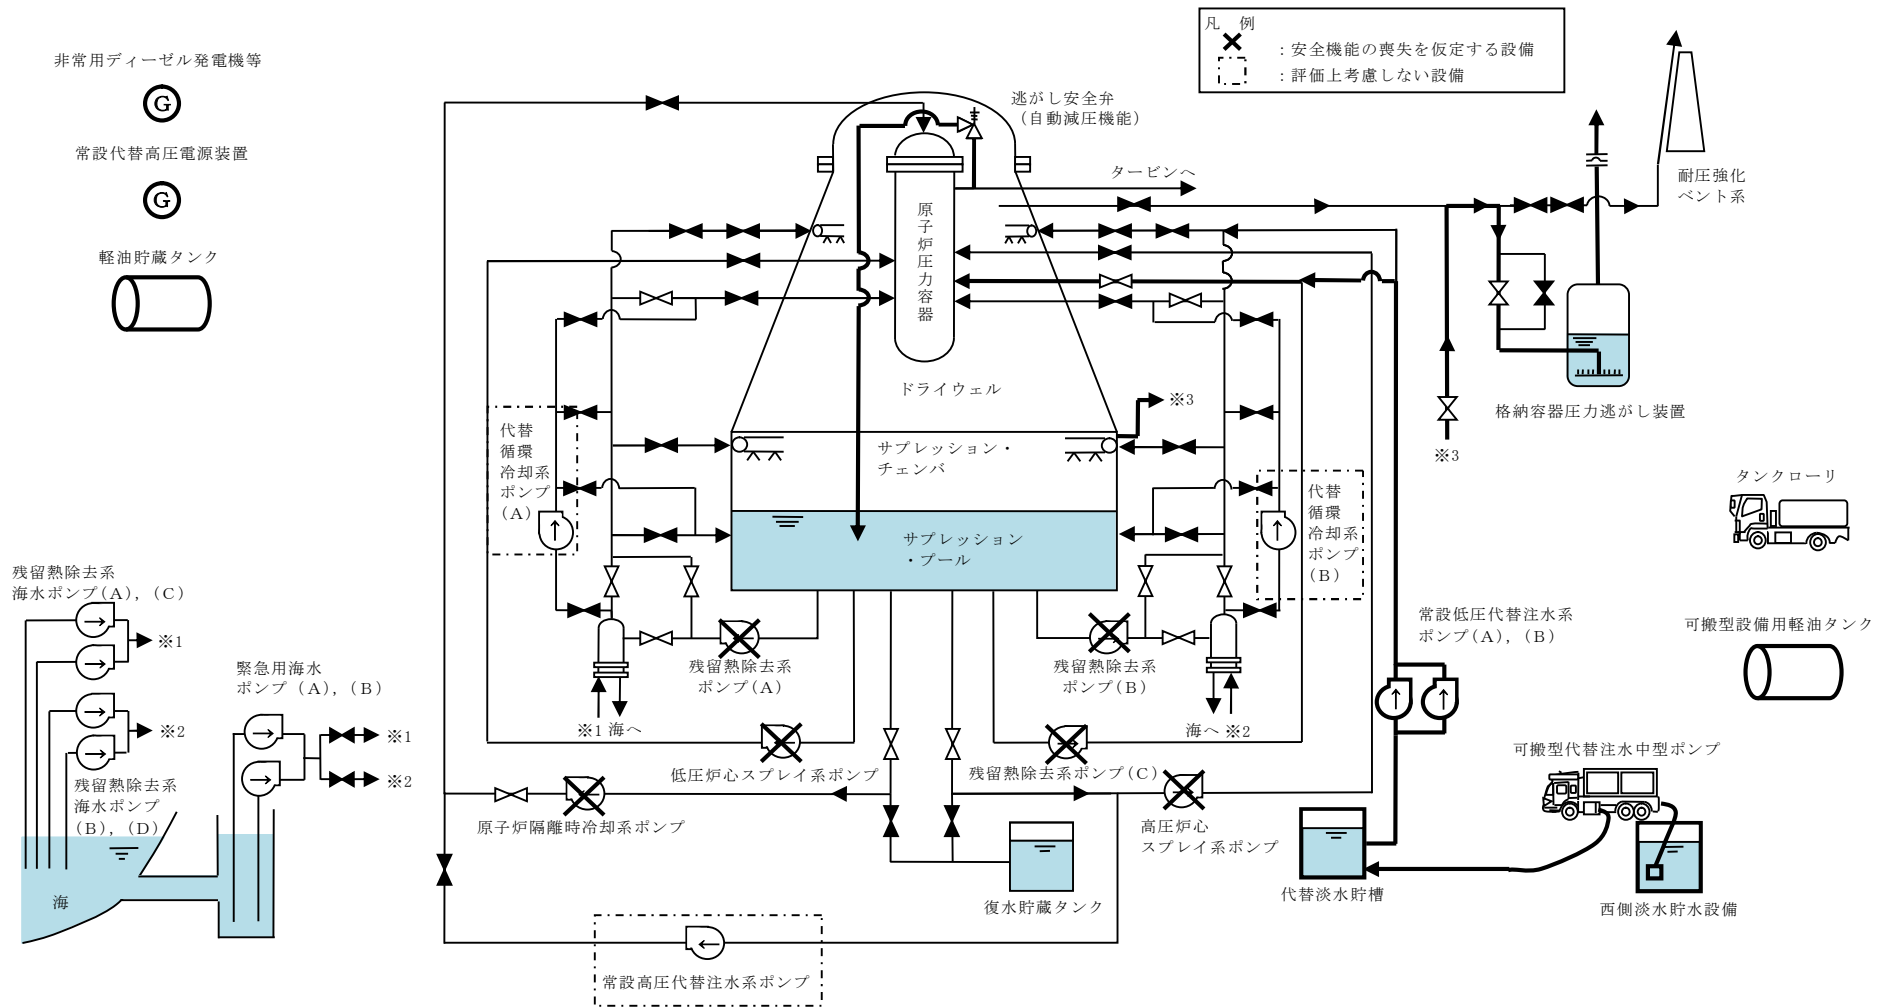 凡 例
：安全機能の喪失を仮定する設備
：評価上考慮しない設備
非常用ディーゼル発電機等
G
常設代替高圧電源装置
G
軽油貯蔵タンク
逃がし安全弁
（自動減圧機能）
タービンへ
耐圧強化
ベント系
原子炉圧力容器
ドライウェル
※3
格納容器圧力逃がし装置
※3
代替
循環
冷却系
ポンプ
（A）
サプレッション・
チェンバ
サプレッション
・プール
代替
循環
冷却系
ポンプ
（B）
タンクローリ
残留熱除去系
海水ポンプ(A)，（C）
※1
※2
残留熱除去系
海水ポンプ
（B），（D）
海
緊急用海水
ポンプ（A），（B）
※1
※2
残留熱除去系
ポンプ(A)
※1 海へ
残留熱除去系
ポンプ(B)
海へ ※2
常設低圧代替注水系
ポンプ(A)，（B）
可搬型設備用軽油タンク
低圧炉心スプレイ系ポンプ
残留熱除去系ポンプ(C)
可搬型代替注水中型ポンプ
原子炉隔離時冷却系ポンプ
高圧炉心
スプレイ系ポンプ
代替淡水貯槽
西側淡水貯水設備
復水貯蔵タンク
常設高圧代替注水系ポンプ